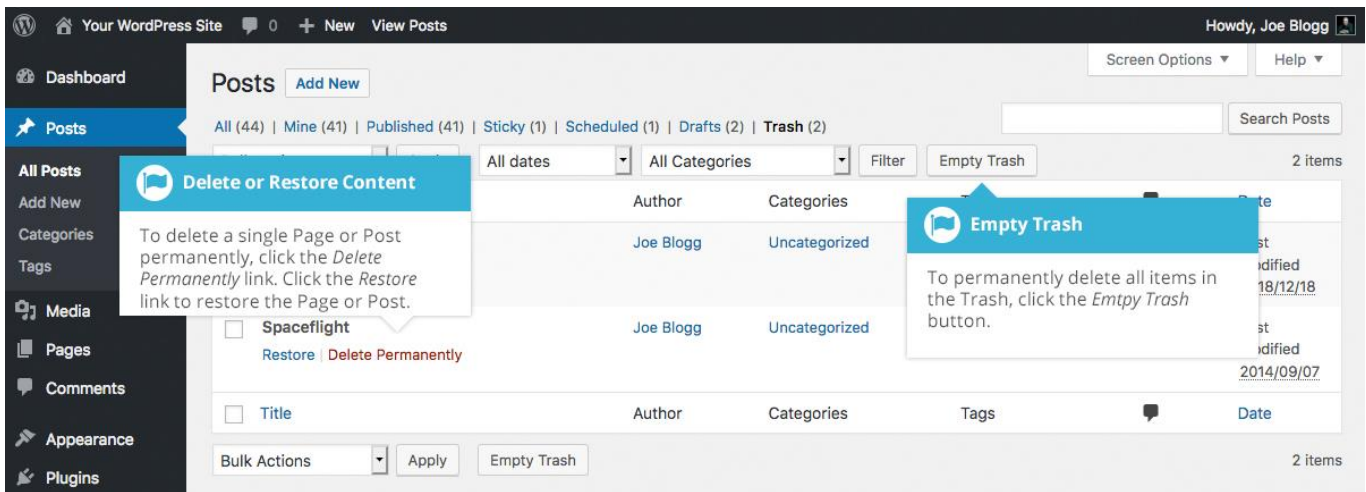 Your WordPress Site 0 + New View Posts Howdy, Joe Blogg
Dashboard
Screen Options Help
Posts Add New
Posts
All (44) | Mine (41) | Published (41) | Sticky (1) | Scheduled (1) | Drafts (2) | Trash (2)
Search Posts
All dates All Categories Filter Empty Trash 2 items
All Posts
Add New
Categories
Tags
Media
Pages
Comments
Appearance
Plugins
Delete or Restore Content
To delete a single Page or Post
permanently, click the Delete
Permanently link. Click the Restore
link to restore the Page or Post.
Author Categories
Joe Blogg Uncategorized
18/12/18
Empty Trash
To permanently delete all items in
the Trash, click the Emtpy Trash
button.
Spaceflight Joe Blogg Uncategorized
Restore | Delete Permanently
2014/09/07
Title Author Categories Tags Date
Bulk Actions Apply Empty Trash 2 items